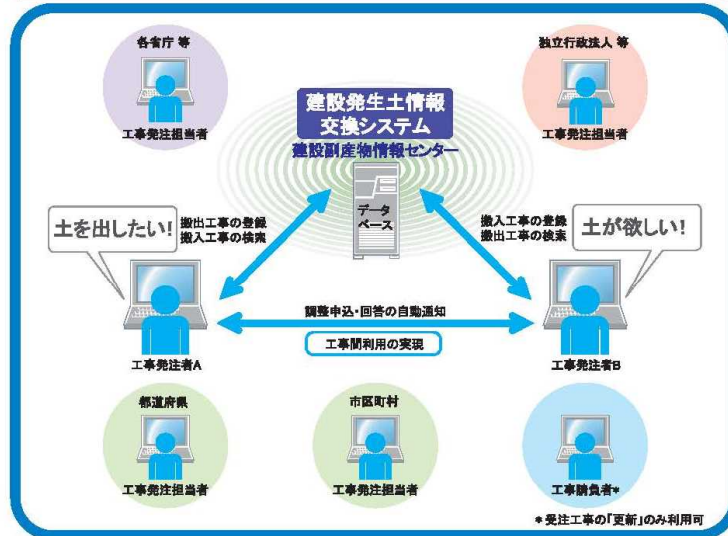 各省庁 等
工事発注担当者
独立行政法人 等
工事発注担当者
建設発生土情報
交換システム
建設副産物情報センター
データ
ベース
土を出したい!
搬出工事の登録
搬入工事の検索
搬入工事の登録
搬出工事の検索
土が欲しい!
調整申込・回答の自動通知
工事間利用の実現
工事発注者A
工事発注者B
都道府県
工事発注担当者
市区町村
工事発注担当者
工事請負者*
*受注工事の「更新」のみ利用可